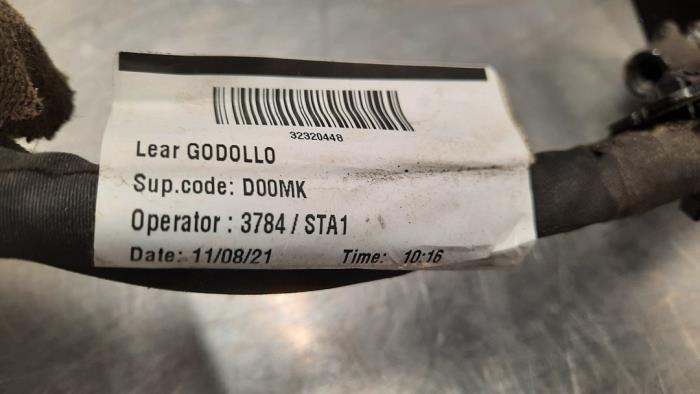 32320448
Lear GODOLLO
Sup.code: D00MK
Operator : 3784 / STA1
Date: 11/08/21 Time: 10:16